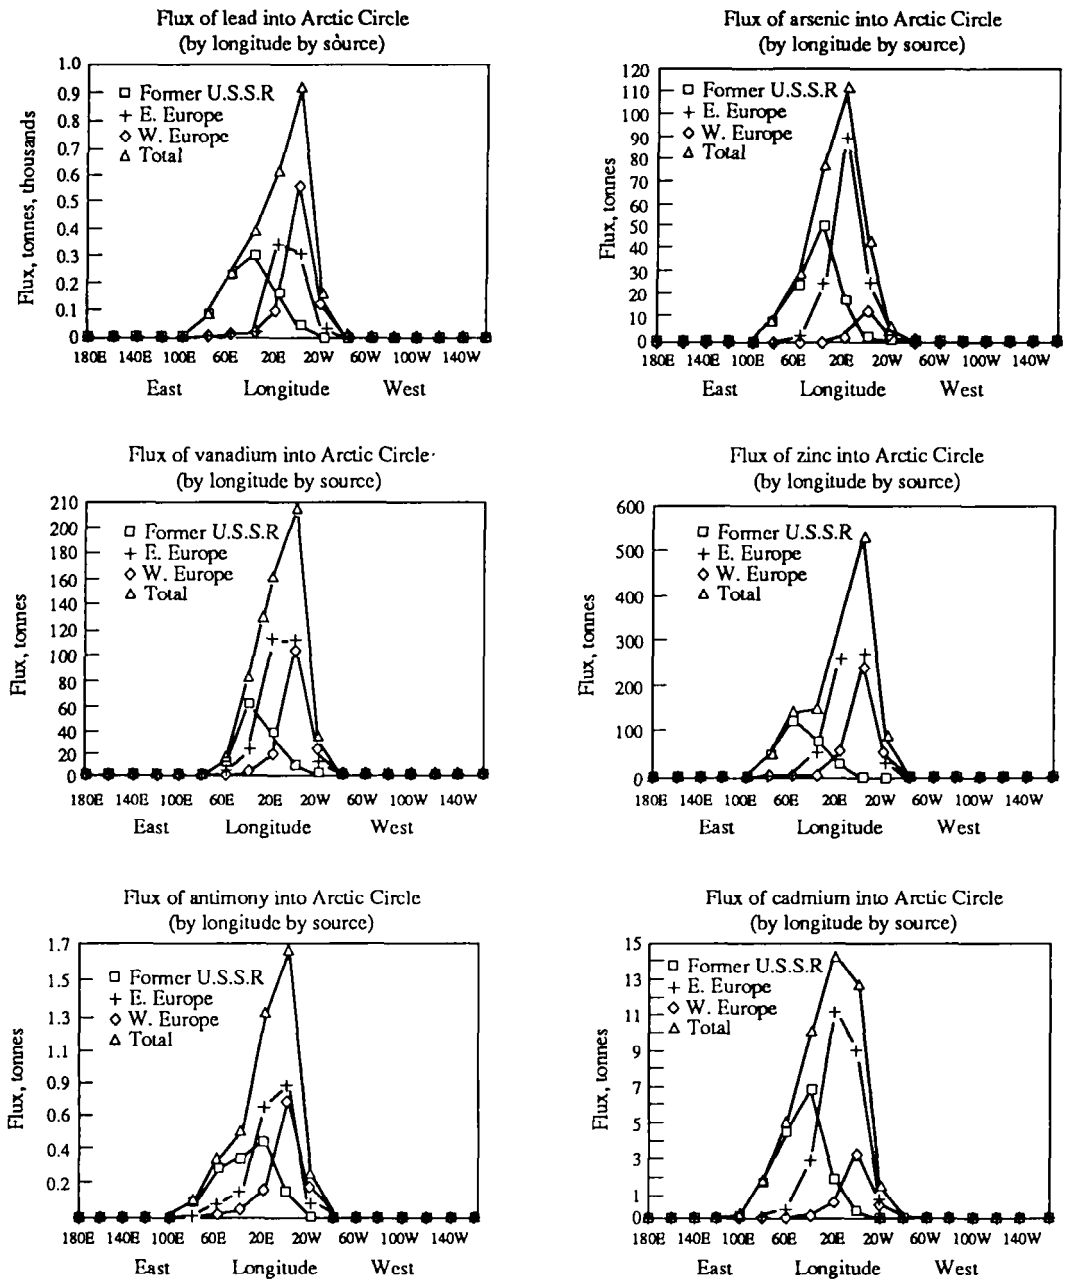 Flux of lead into Arctic Circle
(by longitude by source)
1.0
0.9
0.8
0.7
0.6
0.5
0.4
0.3
0.2
0.1
0
Flux, tonnes, thousands
Former U.S.S.R
E. Europe
W. Europe
Total
180E 140E 100E 60E 20E 20W 60W 100W 140W
East Longitude West
Flux of arsenic into Arctic Circle
(by longitude by source)
120
110
100
90
80
70
60
50
40
30
20
10
0
Flux, tonnes
Former U.S.S.R
E. Europe
W. Europe
Total
180E 140E 100E 60E 20E 20W 60W 100W 140W
East Longitude West
Flux of vanadium into Arctic Circle
(by longitude by source)
210
200
180
160
140
120
100
80
60
40
20
0
Flux, tonnes
Former U.S.S.R
E. Europe
W. Europe
Total
180E 140E 100E 60E 20E 20W 60W 100W 140W
East Longitude West
Flux of zinc into Arctic Circle
(by longitude by source)
600
500
400
300
200
100
0
Flux, tonnes
Former U.S.S.R
E. Europe
W. Europe
Total
180E 140E 100E 60E 20E 20W 60W 100W 140W
East Longitude West
Flux of antimony into Arctic Circle
(by longitude by source)
1.7
1.5
1.3
1.1
0.9
0.6
0.4
0.2
Flux, tonnes
Former U.S.S.R
E. Europe
W. Europe
Total
180E 140E 100E 60E 20E 20W 60W 100W 140W
East Longitude West
Flux of cadmium into Arctic Circle
(by longitude by source)
15
13
11
9
7
5
3
1
0
Flux, tonnes
Former U.S.S.R
E. Europe
W. Europe
Total
180E 140E 100E 60E 20E 20W 60W 100W 140W
East Longitude West